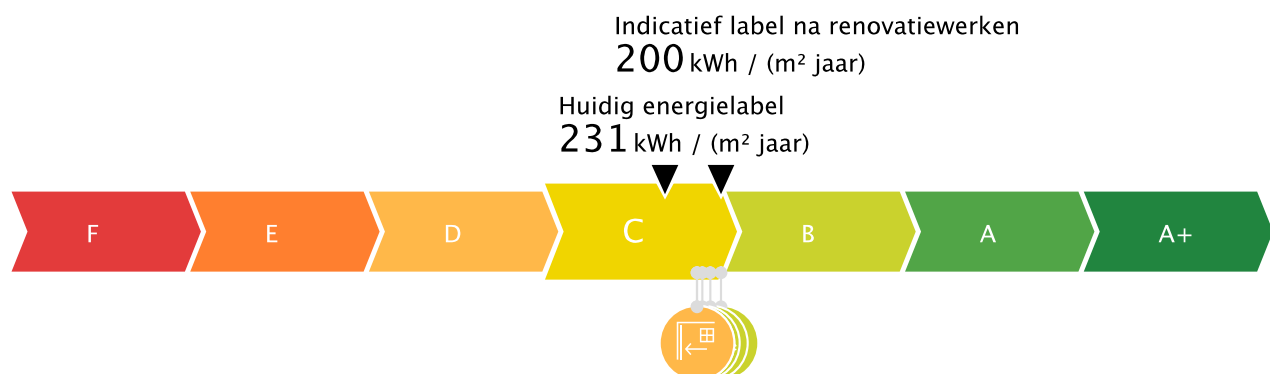 Indicatief label na renovatiewerken
200 kWh / (m² jaar)
Huidig energielabel
231 kWh / (m² jaar)
F E D C B A A+